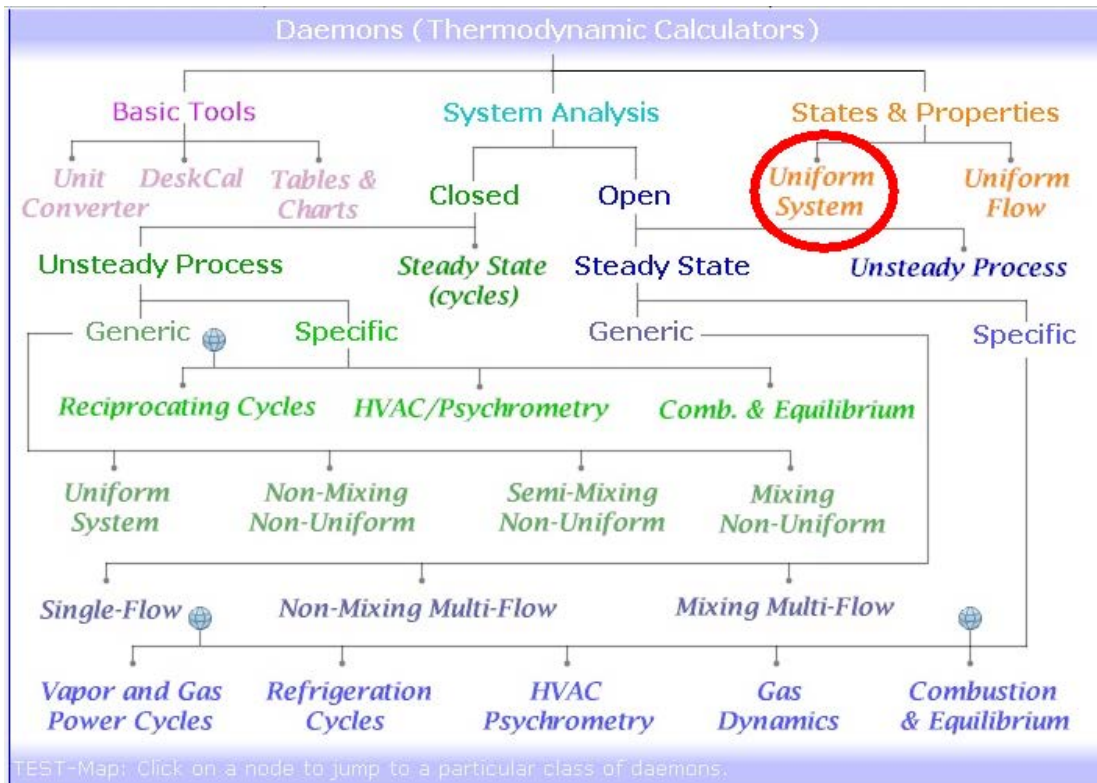 Daemons (Thermodynamic Calculators)
Basic Tools
System Analysis
States & Properties
Unit
Converter
DeskCal
Tables &
Charts
Closed
Open
Uniform
System
Uniform
Flow
Unsteady Process
Steady State
(cycles)
Steady State
Unsteady Process
Generic
Specific
Generic
Specific
Reciprocating Cycles
HVAC/Psychrometry
Comb. & Equilibrium
Uniform
System
Non-Mixing
Non-Uniform
Semi-Mixing
Non-Uniform
Mixing
Non-Uniform
Single-Flow
Non-Mixing Multi-Flow
Mixing Multi-Flow
Vapor and Gas
Power Cycles
Refrigeration
Cycles
HVAC
Psychrometry
Gas
Dynamics
Combustion
& Equilibrium
TEST-Map: Click on a node to jump to a particular class of daemons.